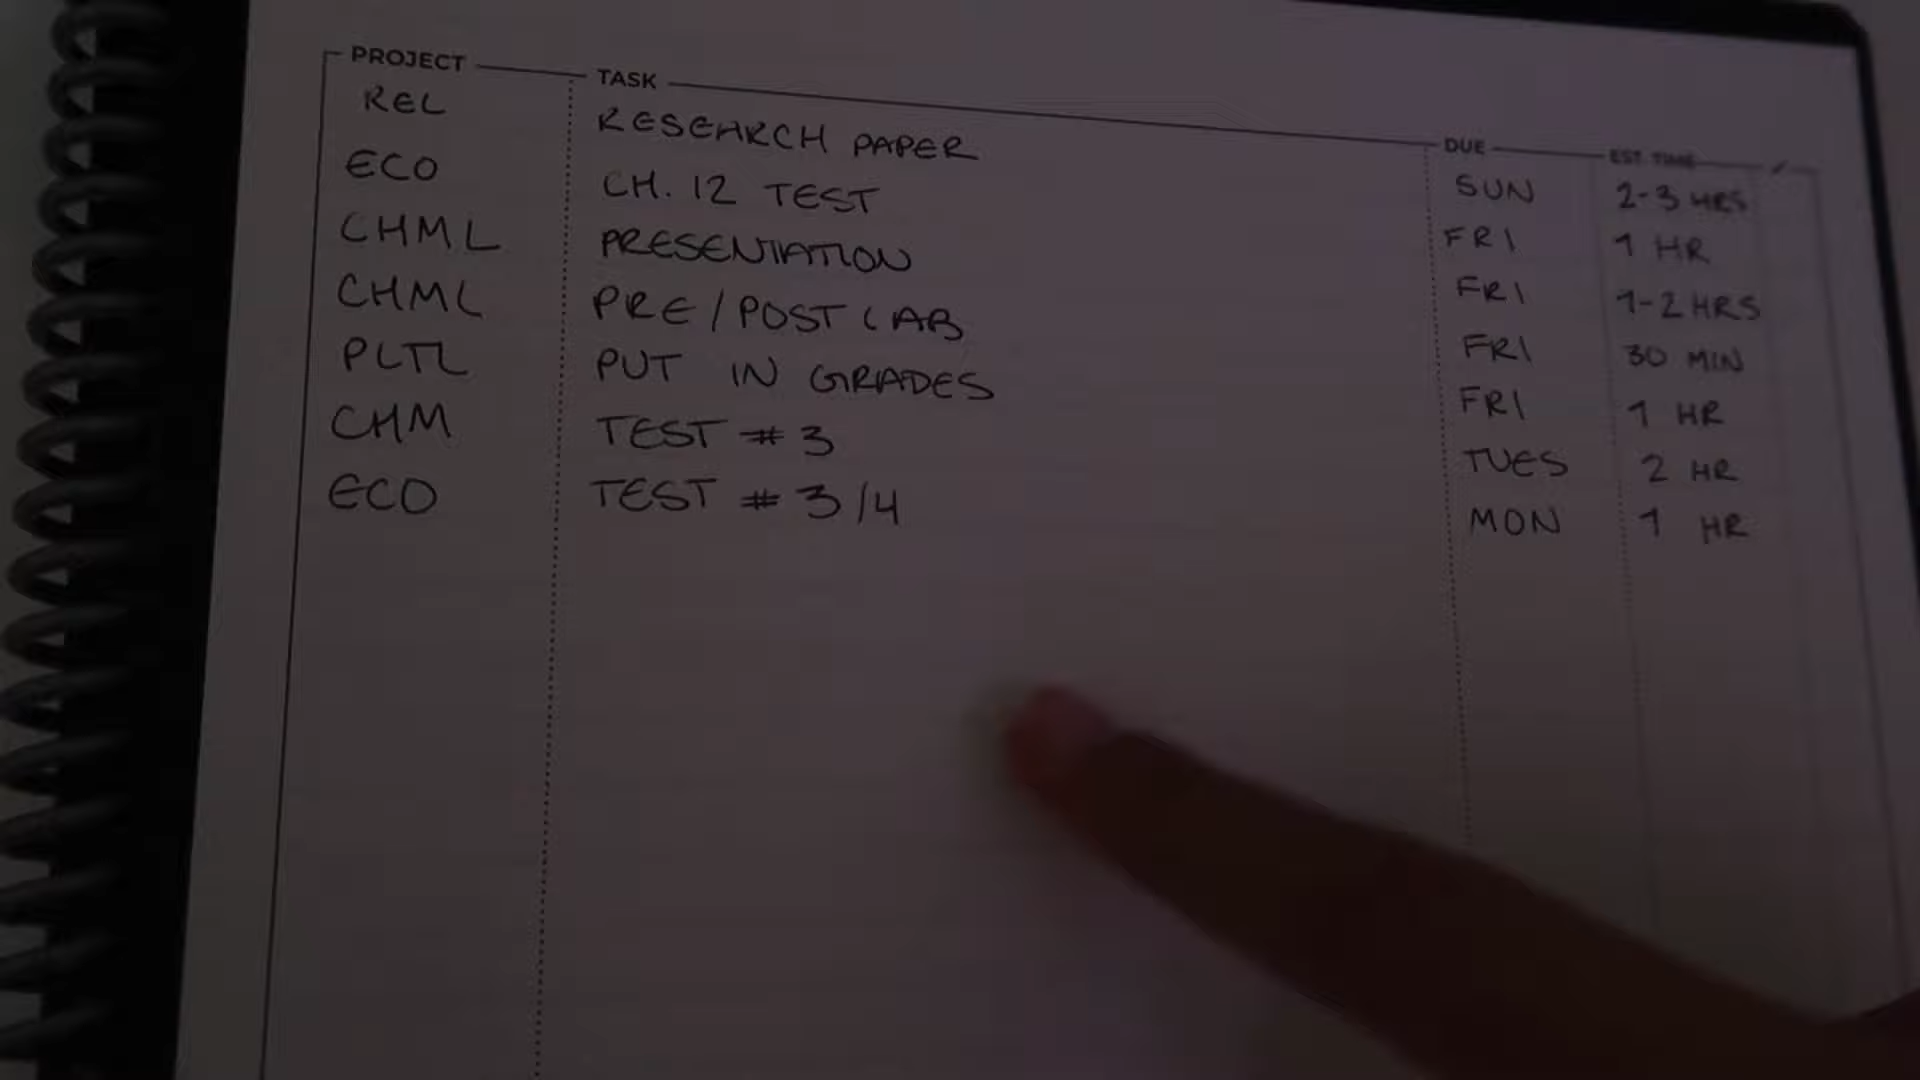 PROJECT TASK DUE EST. TIME ✓
REL RESEARCH PAPER SUN 2-3 HRS
ECO CH. 12 TEST FRI 1 HR
CHML PRESENTATION FRI 1-2 HRS
CHML PRE/POST LAB FRI 30 MIN
PLTL PUT IN GRADES FRI 1 HR
CHM TEST # 3 TUES 2 HR
ECO TEST # 3/4 MON 1 HR